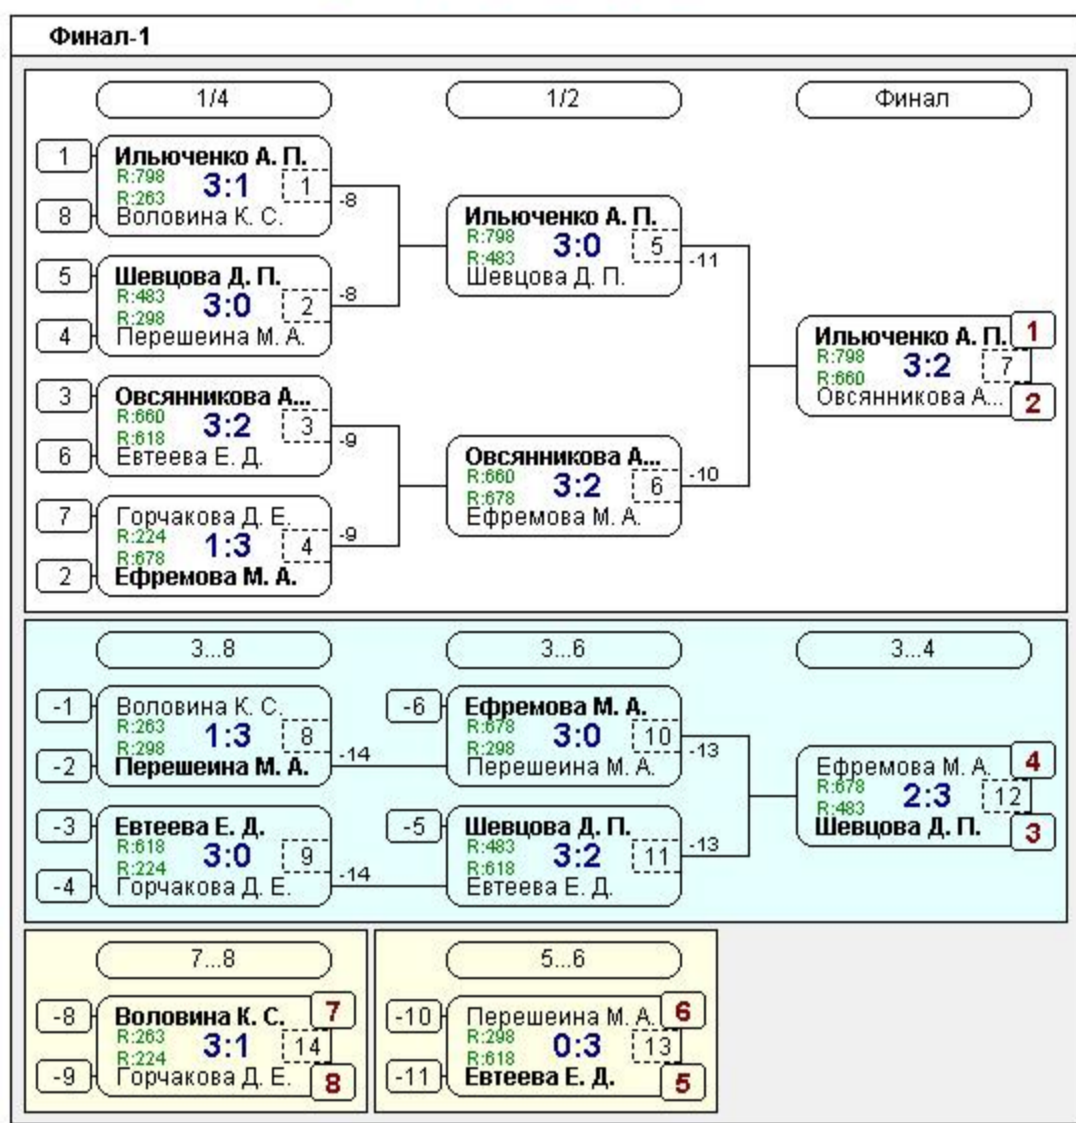 Финал-1
1/4 1/2 Финал
1 Ильюченко А. П.
R:798 3:1 1
R:263
8 Воловина К. С.
-8
5 Шевцова Д. П.
R:483 3:0 2
R:298
4 Перешеина М. А.
-8
3 Овсянникова А...
R:660 3:2 3
R:618
6 Евтеева Е. Д.
-9
7 Горчакова Д. Е.
R:224 1:3 4
R:678
2 Ефремова М. А.
-9
Ильюченко А. П.
R:798 3:0 5
R:483
Шевцова Д. П.
-11
Овсянникова А...
R:660 3:2 6
R:678
Ефремова М. А.
-10
Ильюченко А. П. 1
R:798 3:2 7
R:660
Овсянникова А... 2
3...8 3...6 3...4
-1 Воловина К. С.
R:263 1:3 8
R:298
-2 Перешеина М. А.
-14
-3 Евтеева Е. Д.
R:618 3:0 9
R:224
-4 Горчакова Д. Е.
-14
-6 Ефремова М. А.
R:678 3:0 10
R:298
Перешеина М. А.
-13
-5 Шевцова Д. П.
R:483 3:2 11
R:618
Евтеева Е. Д.
-13
Ефремова М. А. 4
R:678 2:3 12
R:483
Шевцова Д. П. 3
7...8
-8 Воловина К. С. 7
R:263 3:1 14
R:224
-9 Горчакова Д. Е. 8
5...6
-10 Перешеина М. А. 6
R:298 0:3 13
R:618
-11 Евтеева Е. Д. 5